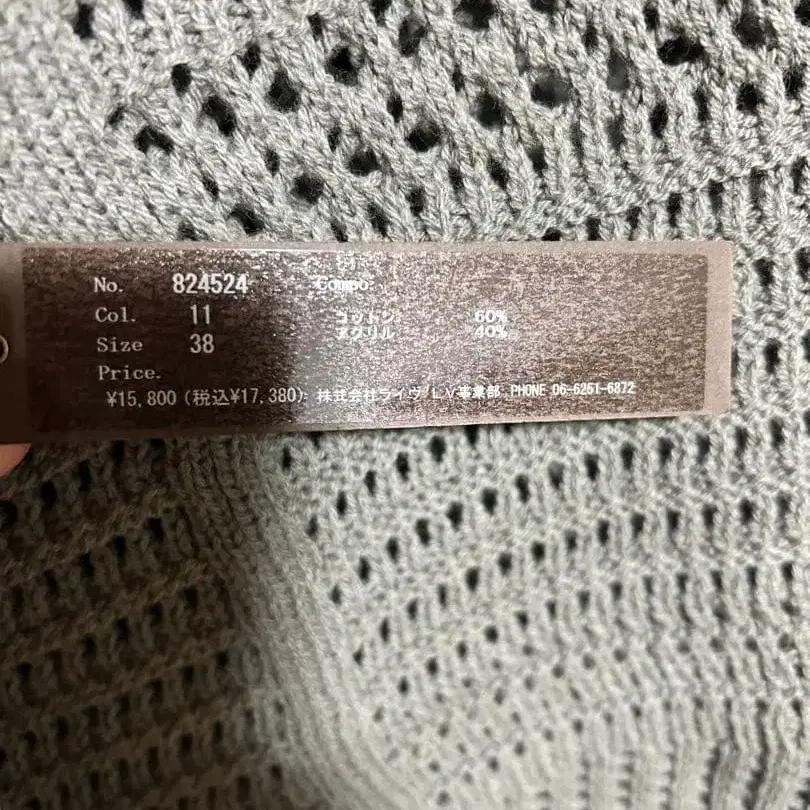 No. 824524 Compo.
Col. 11 コットン 60%
Size 38 アクリル 40%
Price.
¥15,800 (税込¥17,380) 株式会社ライヴ/LV事業部 PHONE 06-6261-6872